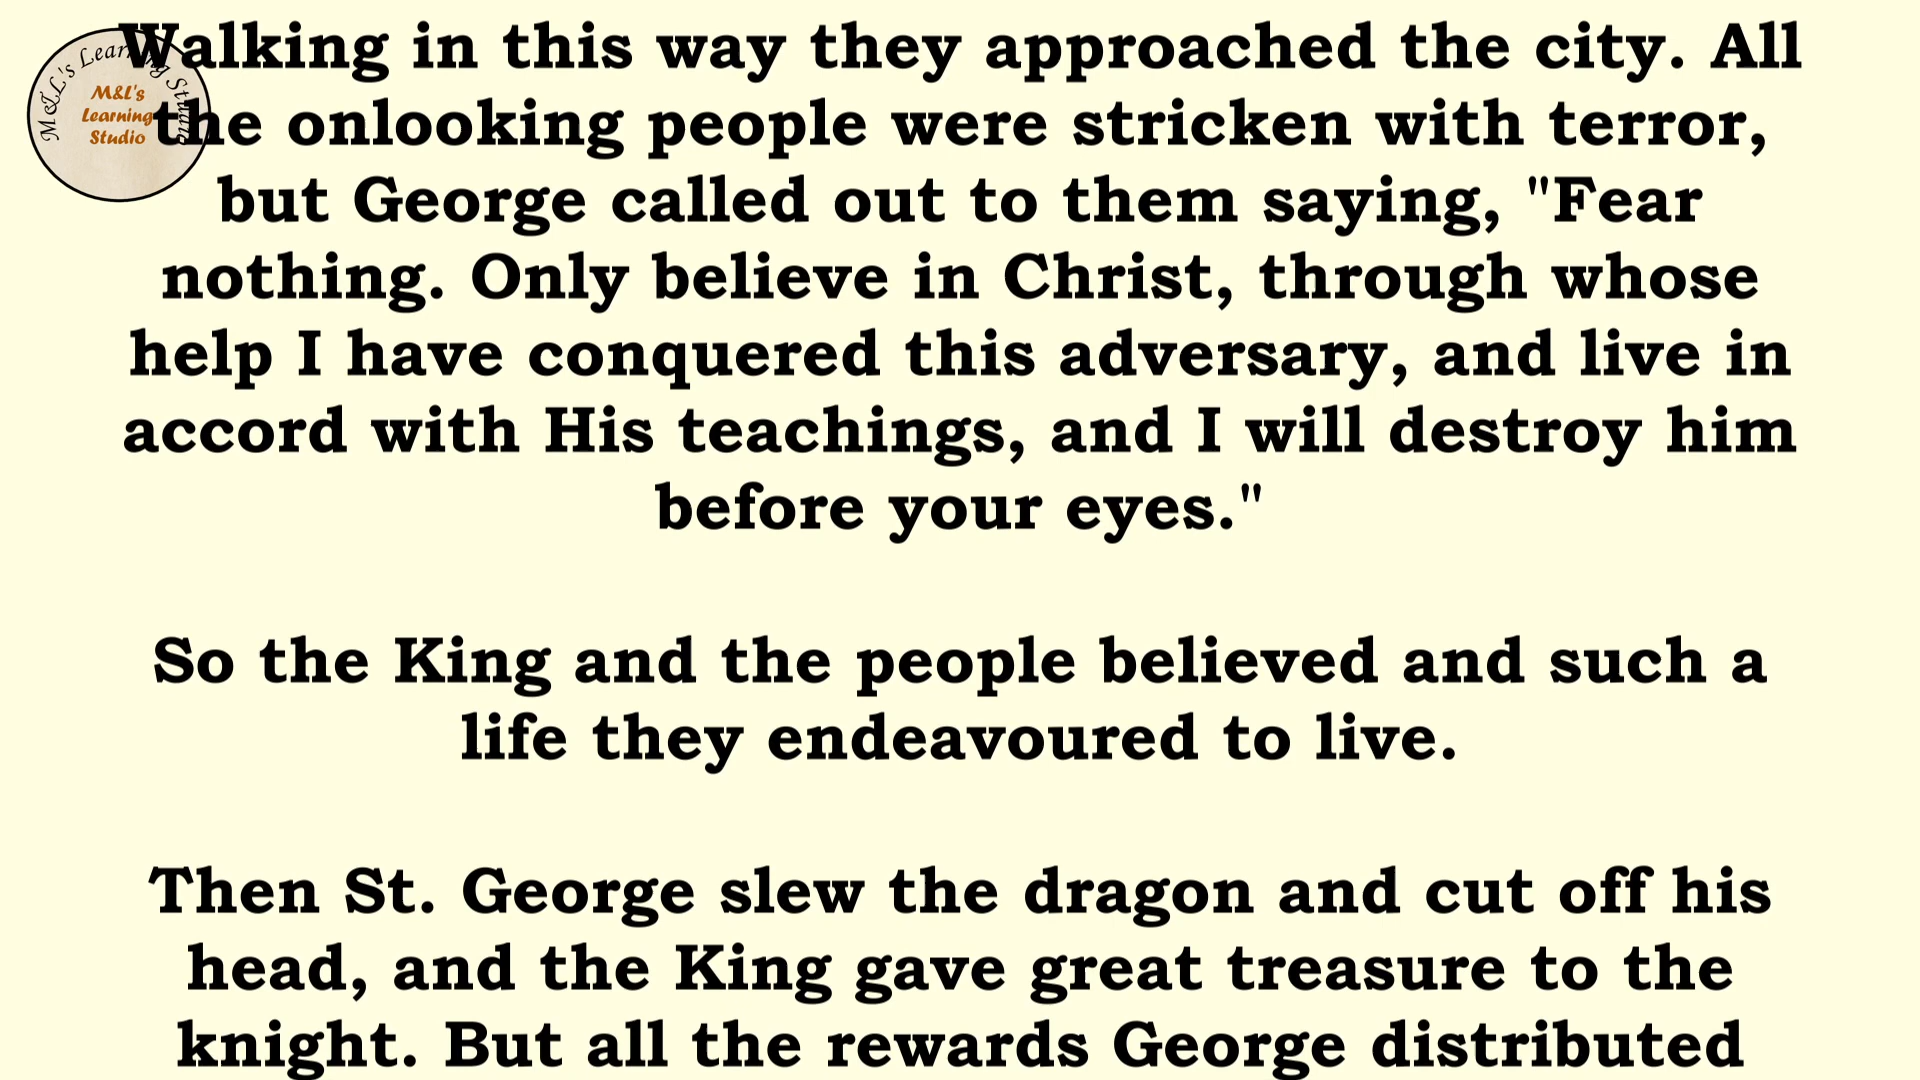 Walking in this way they approached the city. All
the onlooking people were stricken with terror,
but George called out to them saying, "Fear
nothing. Only believe in Christ, through whose
help I have conquered this adversary, and live in
accord with His teachings, and I will destroy him
before your eyes."
So the King and the people believed and such a
life they endeavoured to live.
Then St. George slew the dragon and cut off his
head, and the King gave great treasure to the
knight. But all the rewards George distributed
M&L's Learning Studio
M&L's
Learning
Studio